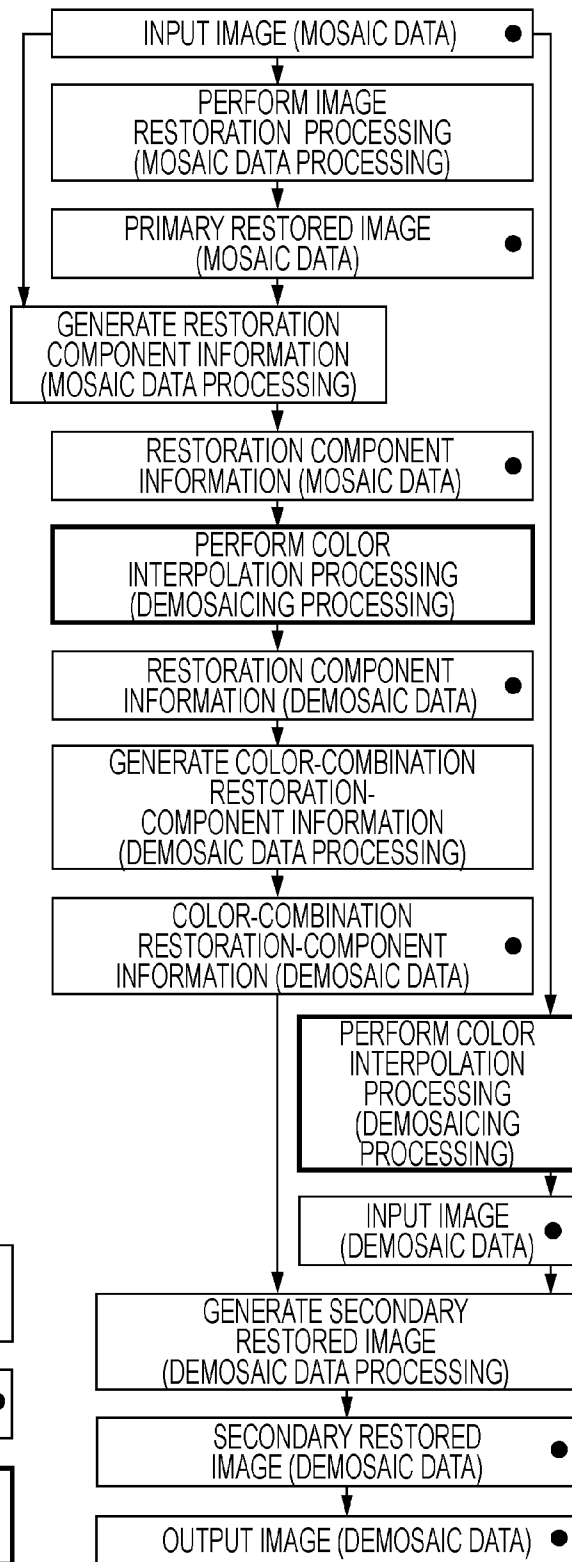 INPUT IMAGE (MOSAIC DATA)
PERFORM IMAGE
RESTORATION PROCESSING
(MOSAIC DATA PROCESSING)
PRIMARY RESTORED IMAGE
(MOSAIC DATA)
GENERATE RESTORATION
COMPONENT INFORMATION
(MOSAIC DATA PROCESSING)
RESTORATION COMPONENT
INFORMATION (MOSAIC DATA)
PERFORM COLOR
INTERPOLATION PROCESSING
(DEMOSAICING PROCESSING)
RESTORATION COMPONENT
INFORMATION (DEMOSAIC DATA)
GENERATE COLOR-COMBINATION
RESTORATION-
COMPONENT INFORMATION
(DEMOSAIC DATA PROCESSING)
COLOR-COMBINATION
RESTORATION-COMPONENT
INFORMATION (DEMOSAIC DATA)
PERFORM COLOR
INTERPOLATION
PROCESSING
(DEMOSAICING
PROCESSING)
INPUT IMAGE
(DEMOSAIC DATA)
GENERATE SECONDARY
RESTORED IMAGE
(DEMOSAIC DATA PROCESSING)
SECONDARY RESTORED
IMAGE (DEMOSAIC DATA)
OUTPUT IMAGE (DEMOSAIC DATA)